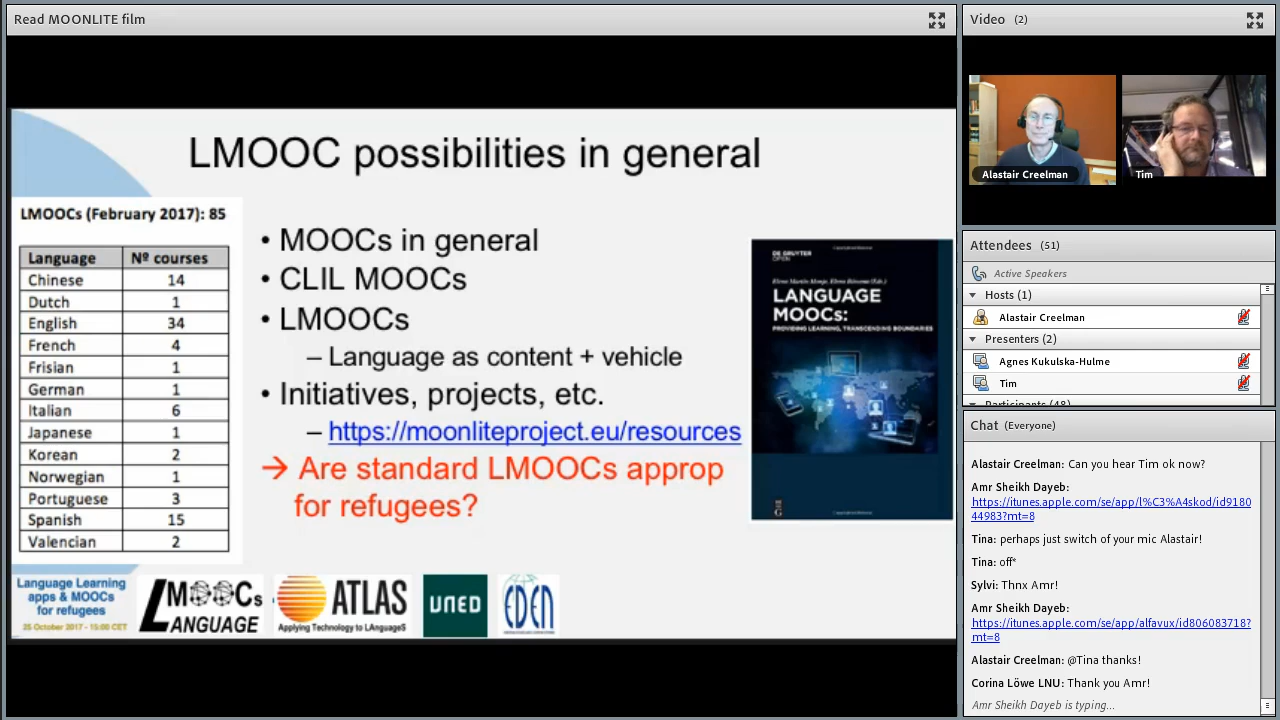 Read MOONLITE film
LMOOC possibilities in general
LMOOCs (February 2017): 85
Language Nº courses
Chinese 14
Dutch 1
English 34
French 4
Frisian 1
German 1
Italian 6
Japanese 1
Korean 2
Norwegian 1
Portuguese 3
Spanish 15
Valencian 2
• MOOCs in general
• CLIL MOOCs
• LMOOCs
– Language as content + vehicle
• Initiatives, projects, etc.
– https://moonliteproject.eu/resources
→ Are standard LMOOCs approp
for refugees?
DE GRUYTER
OPEN
LANGUAGE
MOOCs:
PROVIDING LEARNING, TRANSCENDING BOUNDARIES
Language Learning
apps & MOOCs
for refugees
25 October 2017 - 15:00 CET
LMOOCs
LANGUAGE
ATLAS
Applying Technology to LAnguageS
UNED
EDEN
Video (2)
Alastair Creelman
Tim
Attendees (51)
Active Speakers
Hosts (1)
Alastair Creelman
Presenters (2)
Agnes Kukulska-Hulme
Tim
Participants (48)
Chat (Everyone)
Alastair Creelman: Can you hear Tim ok now?
Amr Sheikh Dayeb:
https://itunes.apple.com/se/app/l%C3%A4skod/id9180
44983?mt=8
Tina: perhaps just switch of your mic Alastair!
Tina: off*
Sylvi: Thnx Amr!
Amr Sheikh Dayeb:
https://itunes.apple.com/se/app/alfavux/id806083718?
mt=8
Alastair Creelman: @Tina thanks!
Corina Löwe LNU: Thank you Amr!
Amr Sheikh Dayeb is typing...